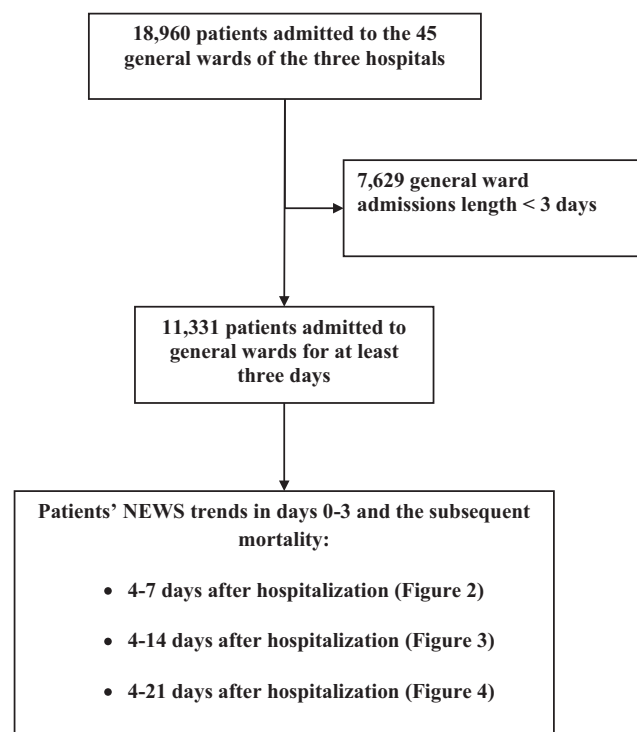 18,960 patients admitted to the 45
general wards of the three hospitals
7,629 general ward
admissions length < 3 days
11,331 patients admitted to
general wards for at least
three days
Patients’ NEWS trends in days 0-3 and the subsequent
mortality:
• 4-7 days after hospitalization (Figure 2)
• 4-14 days after hospitalization (Figure 3)
• 4-21 days after hospitalization (Figure 4)